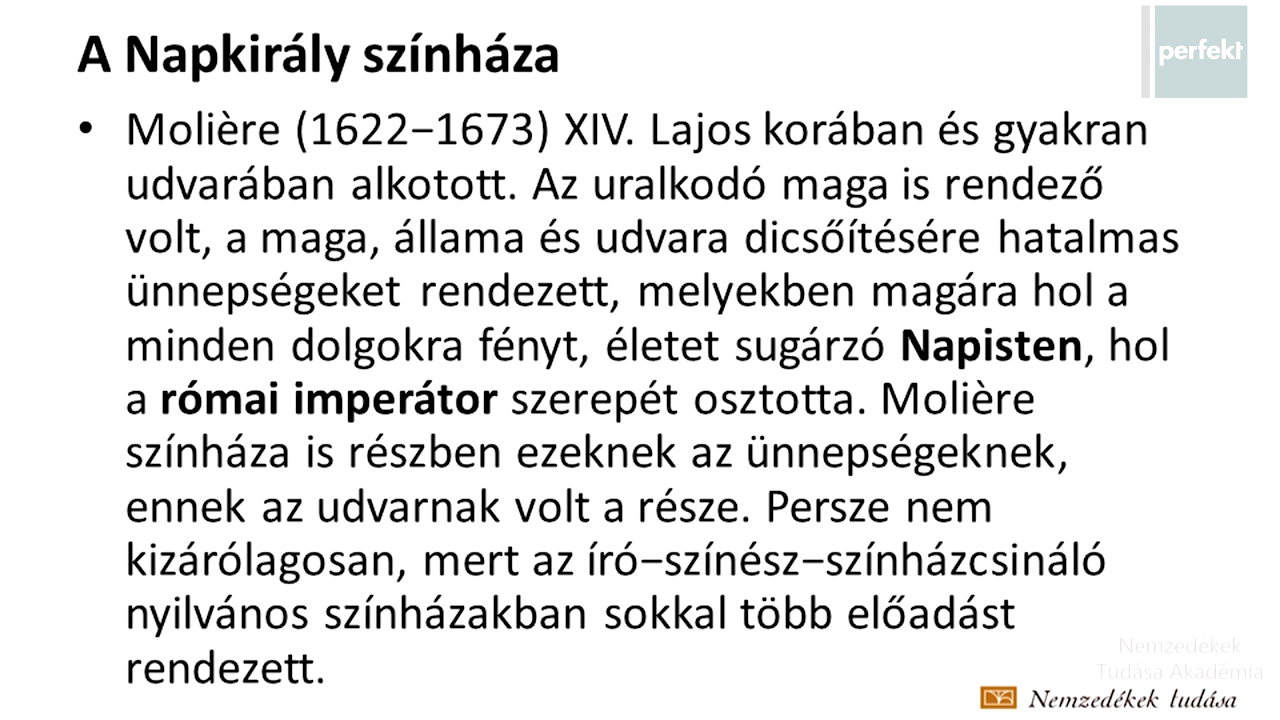 A Napkirály színháza
perfekt
• Molière (1622–1673) XIV. Lajos korában és gyakran
udvarában alkotott. Az uralkodó maga is rendező
volt, a maga, állama és udvara dicsőítésére hatalmas
ünnepségeket rendezett, melyekben magára hol a
minden dolgokra fényt, életet sugárzó Napisten, hol
a római imperátor szerepét osztotta. Molière
színháza is részben ezeknek az ünnepségeknek,
ennek az udvarnak volt a része. Persze nem
kizárólagosan, mert az író–színész–színházcsináló
nyilvános színházakban sokkal több előadást
rendezett.
Nemzedékek
Tudása Akadémia
Nemzedékek tudása